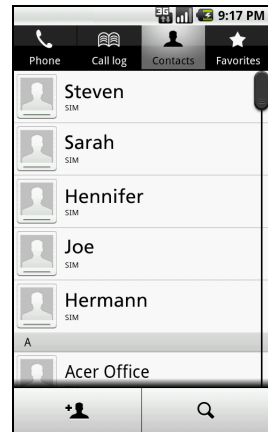 3G 9:17 PM
Phone Call log Contacts Favorites
Steven
SIM
Sarah
SIM
Hennifer
SIM
Joe
SIM
Hermann
SIM
A
Acer Office